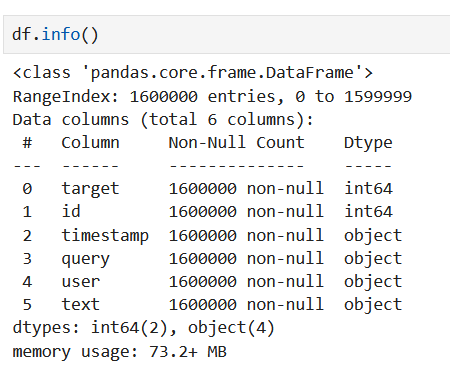 df.info()
<class 'pandas.core.frame.DataFrame'>
RangeIndex: 1600000 entries, 0 to 1599999
Data columns (total 6 columns):
 #   Column     Non-Null Count    Dtype
---  ------     --------------    -----
 0   target     1600000 non-null  int64
 1   id         1600000 non-null  int64
 2   timestamp  1600000 non-null  object
 3   query      1600000 non-null  object
 4   user       1600000 non-null  object
 5   text       1600000 non-null  object
dtypes: int64(2), object(4)
memory usage: 73.2+ MB